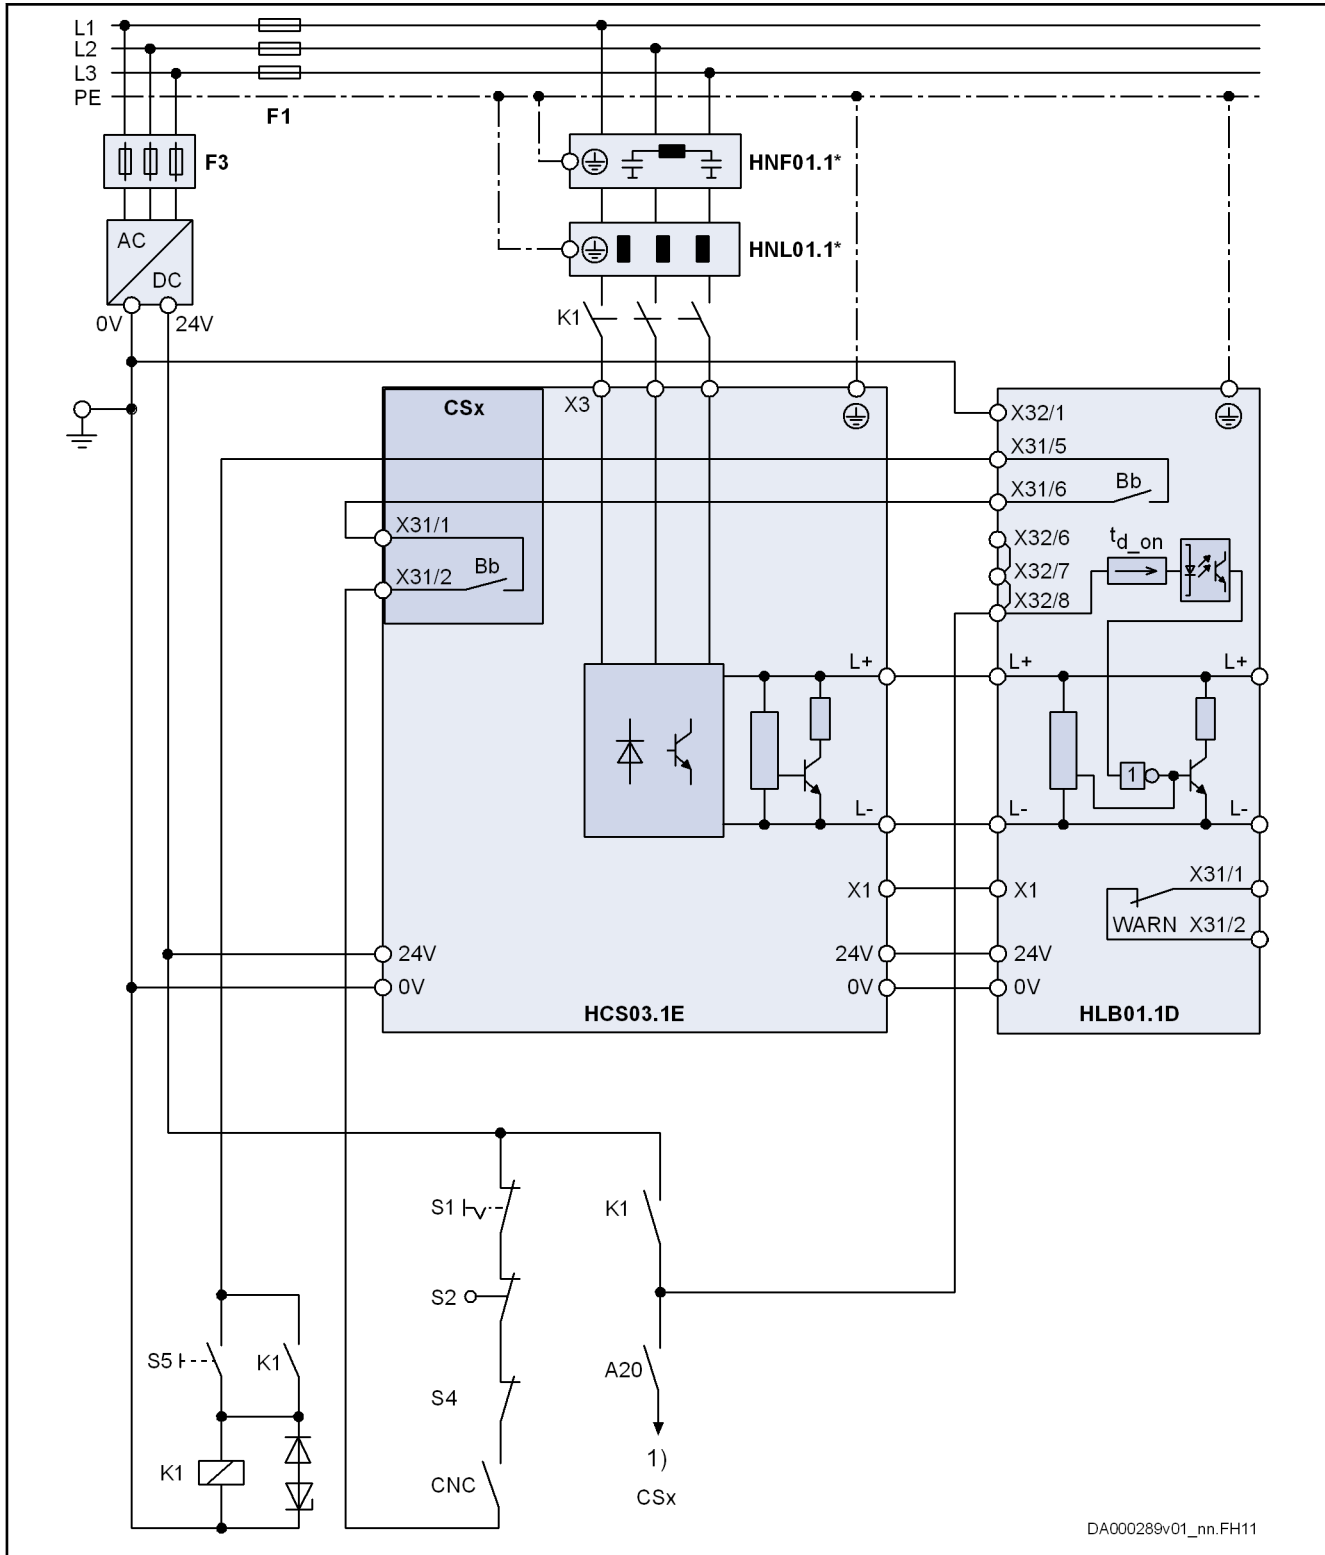 L1
L2
L3
PE
F1
F3
HNF01.1*
AC
DC
HNL01.1*
0V
24V
K1
CSx
X3
X32/1
X31/5
Bb
X31/6
X31/1
Bb
X31/2
X32/6
td_on
X32/7
X32/8
L+
L+
L+
1
L-
L-
L-
X31/1
X1
X1
WARN
X31/2
24V
24V
24V
0V
0V
0V
HCS03.1E
HLB01.1D
S1
K1
S2
S5
K1
A20
S4
1)
K1
CNC
CSx
DA000289v01_nn.FH11